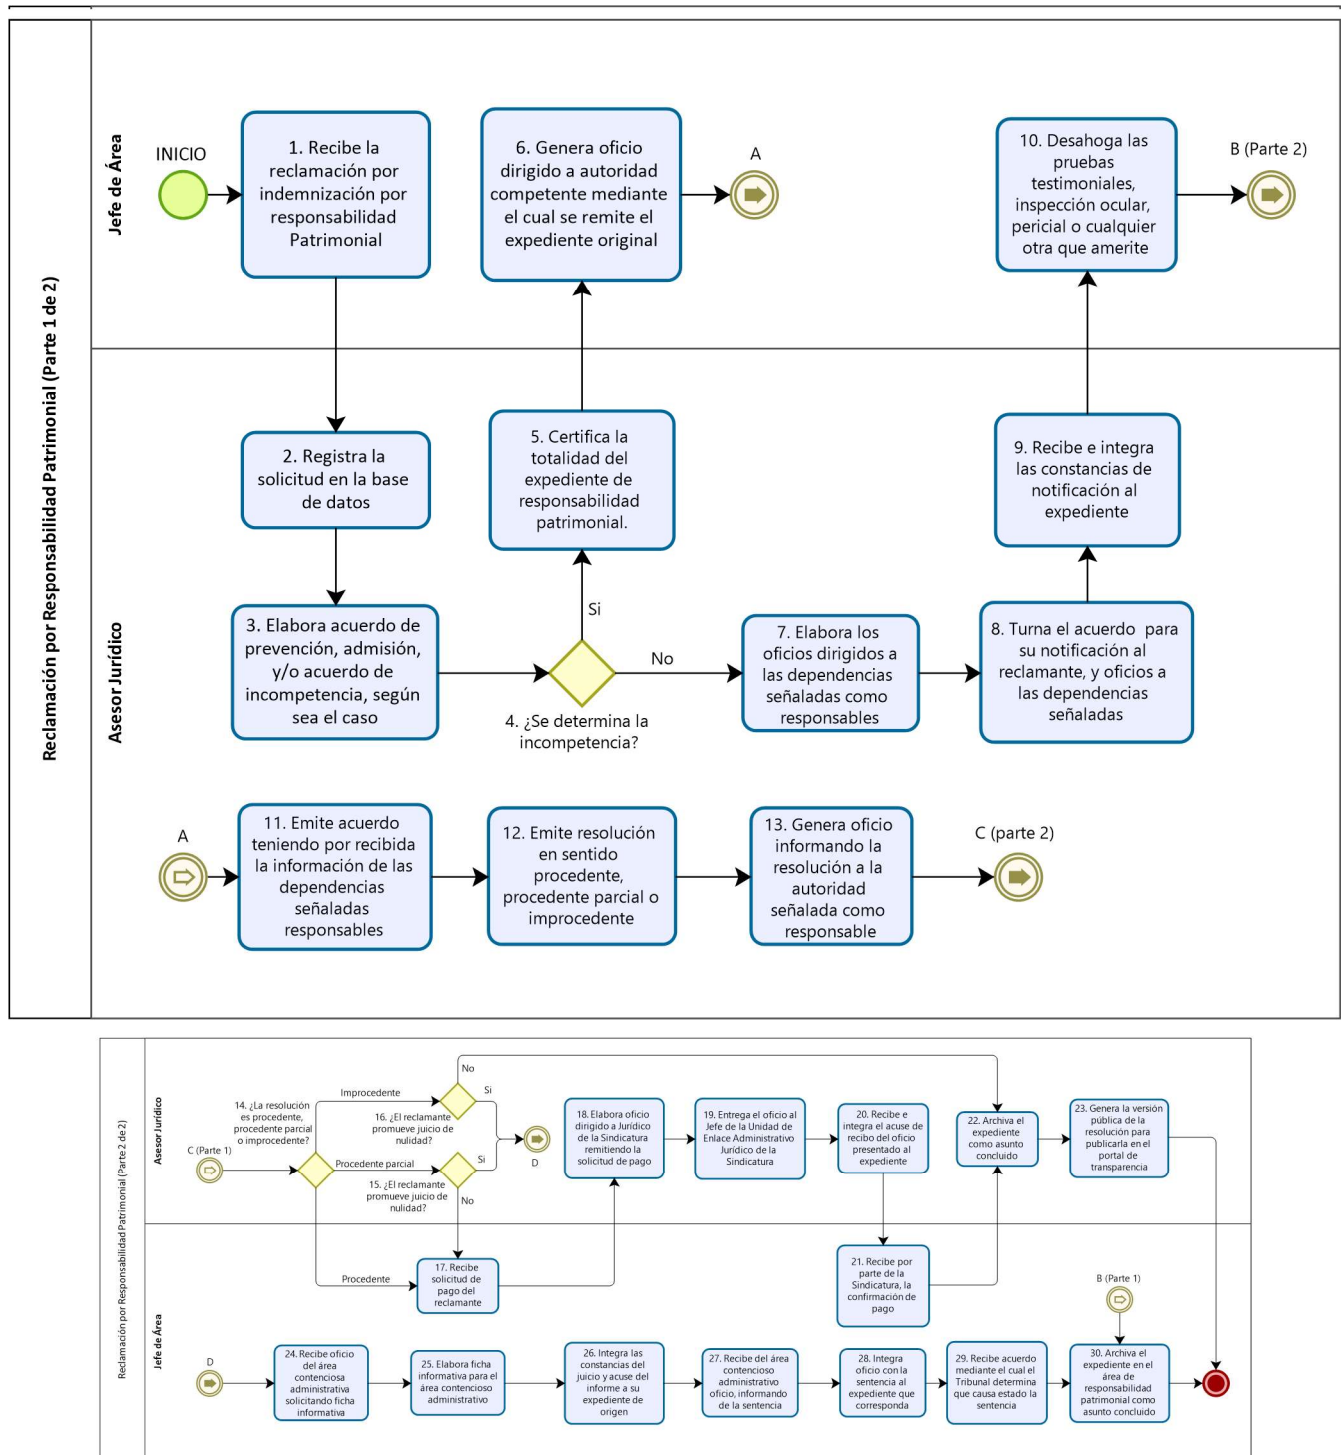 Reclamación por Responsabilidad Patrimonial (Parte 1 de 2)
Jefe de Área
INICIO
1. Recibe la
reclamación por
indemnización por
responsabilidad
Patrimonial
6. Genera oficio
dirigido a autoridad
competente mediante
el cual se remite el
expediente original
A
10. Desahoga las
pruebas
testimoniales,
inspección ocular,
pericial o cualquier
otra que amerite
B (Parte 2)
Asesor Jurídico
2. Registra la
solicitud en la base
de datos
5. Certifica la
totalidad del
expediente de
responsabilidad
patrimonial.
9. Recibe e integra
las constancias de
notificación al
expediente
3. Elabora acuerdo de
prevención, admisión,
y/o acuerdo de
incompetencia, según
sea el caso
Si
No
4. ¿Se determina la
incompetencia?
7. Elabora los
oficios dirigidos a
las dependencias
señaladas como
responsables
8. Turna el acuerdo  para
su notificación al
reclamante, y oficios a
las dependencias
señaladas
A
11. Emite acuerdo
teniendo por recibida
la información de las
dependencias
señaladas
responsables
12. Emite resolución
en sentido
procedente,
procedente parcial o
improcedente
13. Genera oficio
informando la
resolución a la
autoridad
señalada como
responsable
C (parte 2)
Reclamación por Responsabilidad Patrimonial (Parte 2 de 2)
Asesor Jurídico
C (Parte 1)
14. ¿La resolución
es procedente,
procedente parcial
o improcedente?
Improcedente
No
Si
16. ¿El reclamante
promueve juicio de
nulidad?
Procedente parcial
Si
15. ¿El reclamante
promueve juicio de
nulidad?
No
D
18. Elabora oficio
dirigido a Jurídico
de la Sindicatura
remitiendo la
solicitud de pago
19. Entrega el oficio al
Jefe de la Unidad de
Enlace Administrativo
Jurídico de la
Sindicatura
20. Recibe e
integra el acuse de
recibo del oficio
presentado al
expediente
22. Archiva el
expediente
como asunto
concluido
23. Genera la versión
pública de la
resolución para
publicarla en el
portal de
transparencia
Jefe de Área
Procedente
17. Recibe
solicitud de
pago del
reclamante
21. Recibe por
parte de la
Sindicatura, la
confirmación de
pago
B (Parte 1)
D
24. Recibe oficio
del área
contenciosa
administrativa
solicitando ficha
informativa
25. Elabora ficha
informativa para el
área contencioso
administrativo
26. Integra las
constancias del
juicio y acuse del
informe a su
expediente de
origen
27. Recibe del área
contencioso
administrativo
oficio, informando
de la sentencia
28. Integra
oficio con la
sentencia al
expediente que
corresponda
29. Recibe acuerdo
mediante el cual el
Tribunal determina
que causa estado la
sentencia
30. Archiva el
expediente en el
área de
responsabilidad
patrimonial como
asunto concluido